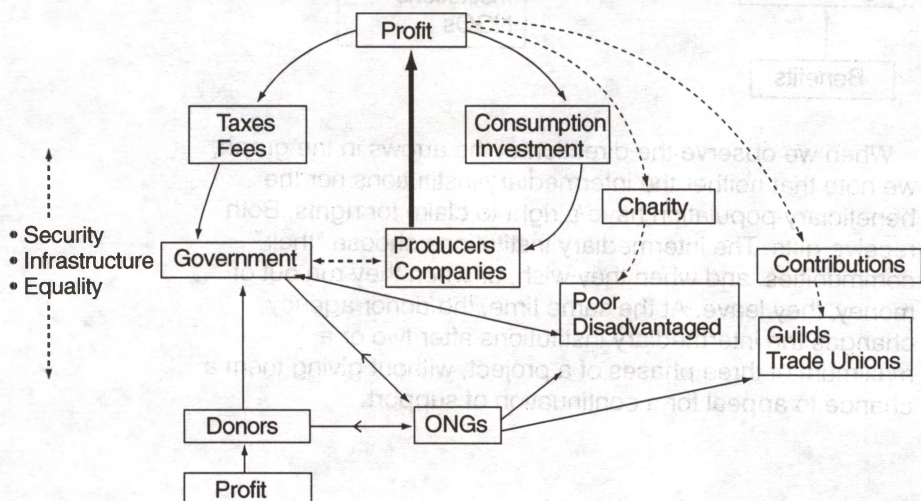 Profit
Taxes
Fees
Consumption
Investment
Charity
• Security
• Infrastructure
• Equality
Government
Producers
Companies
Contributions
Poor
Disadvantaged
Guilds
Trade Unions
Donors
ONGs
Profit